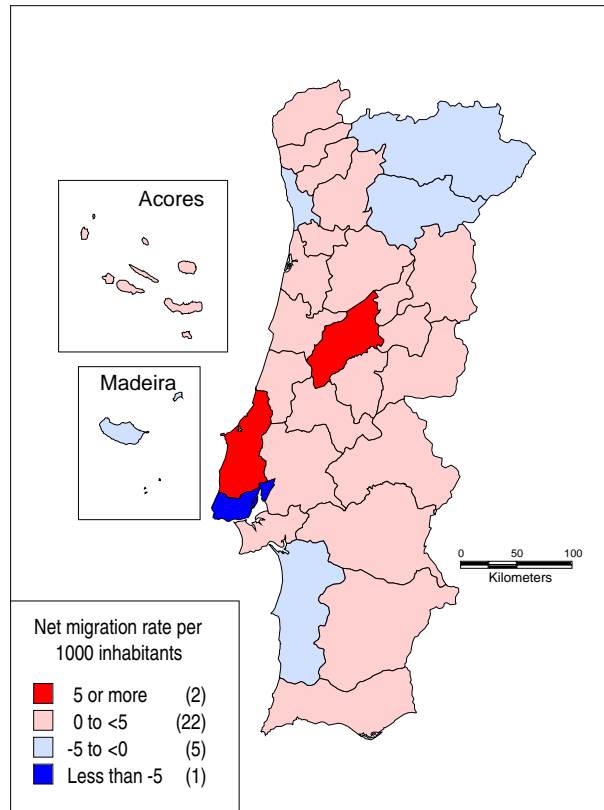 Acores
Madeira
0 50 100
Kilometers
Net migration rate per
1000 inhabitants
5 or more (2)
0 to <5 (22)
-5 to <0 (5)
Less than -5 (1)